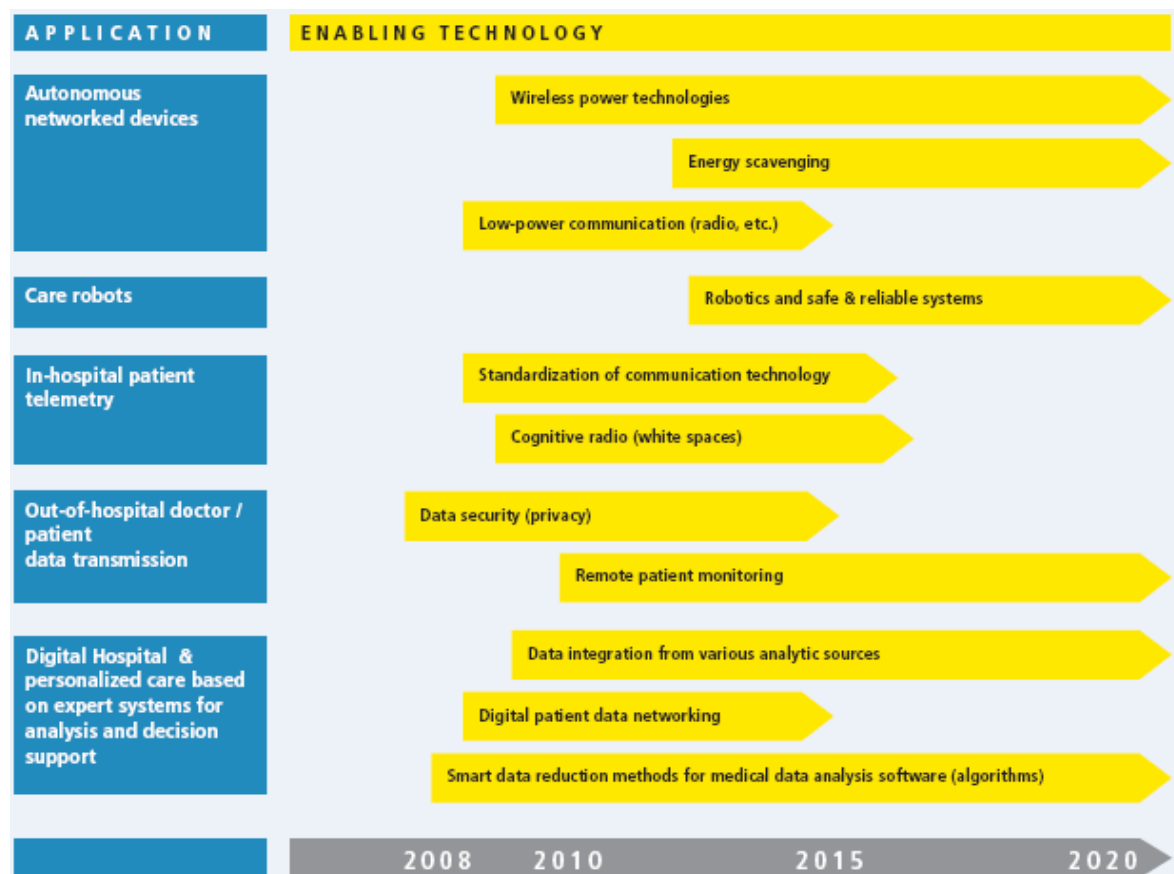 APPLICATION
ENABLING TECHNOLOGY
Autonomous
networked devices
Wireless power technologies
Energy scavenging
Low-power communication (radio, etc.)
Care robots
Robotics and safe & reliable systems
In-hospital patient
telemetry
Standardization of communication technology
Cognitive radio (white spaces)
Out-of-hospital doctor /
patient
data transmission
Data security (privacy)
Remote patient monitoring
Digital Hospital &
personalized care based
on expert systems for
analysis and decision
support
Data integration from various analytic sources
Digital patient data networking
Smart data reduction methods for medical data analysis software (algorithms)
2008 2010 2015 2020